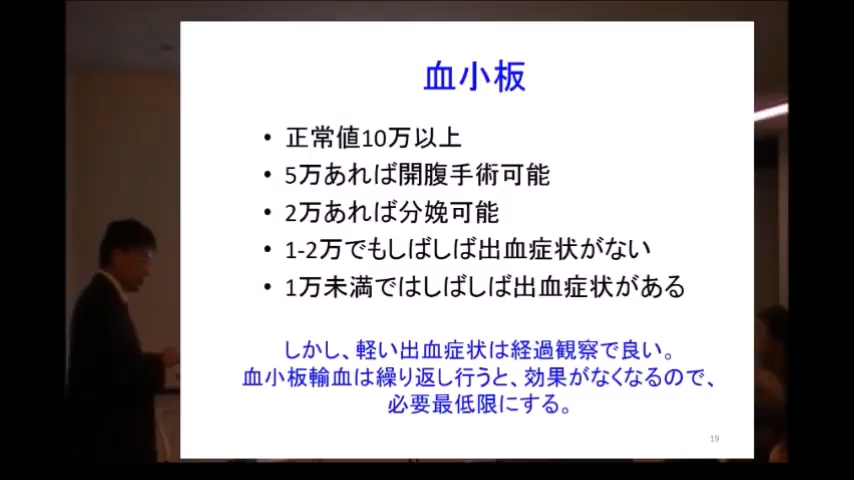 血小板
• 正常値10万以上
• 5万あれば開腹手術可能
• 2万あれば分娩可能
• 1-2万でもしばしば出血症状がない
• 1万未満ではしばしば出血症状がある
しかし、軽い出血症状は経過観察で良い。
血小板輸血は繰り返し行うと、効果がなくなるので、
必要最低限にする。
19